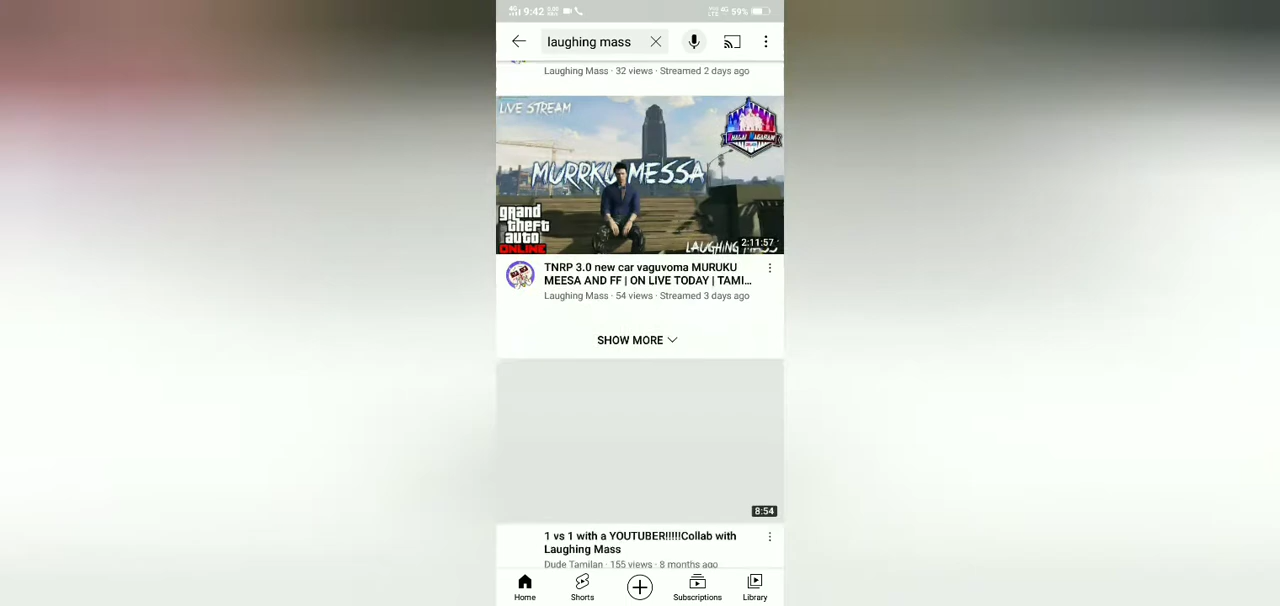 4G 9:42 59%
laughing mass
Laughing Mass · 32 views · Streamed 2 days ago
LIVE STREAM
MURRKU MESSA
grand
theft
auto
ONLINE
LAUGHING
2:11:57
TNRP 3.0 new car vaguvoma MURUKU
MEESA AND FF | ON LIVE TODAY | TAMI...
Laughing Mass · 54 views · Streamed 3 days ago
SHOW MORE
8:54
1 vs 1 with a YOUTUBER!!!!!Collab with
Laughing Mass
Dude Tamilan · 155 views · 8 months ago
Home Shorts Subscriptions Library